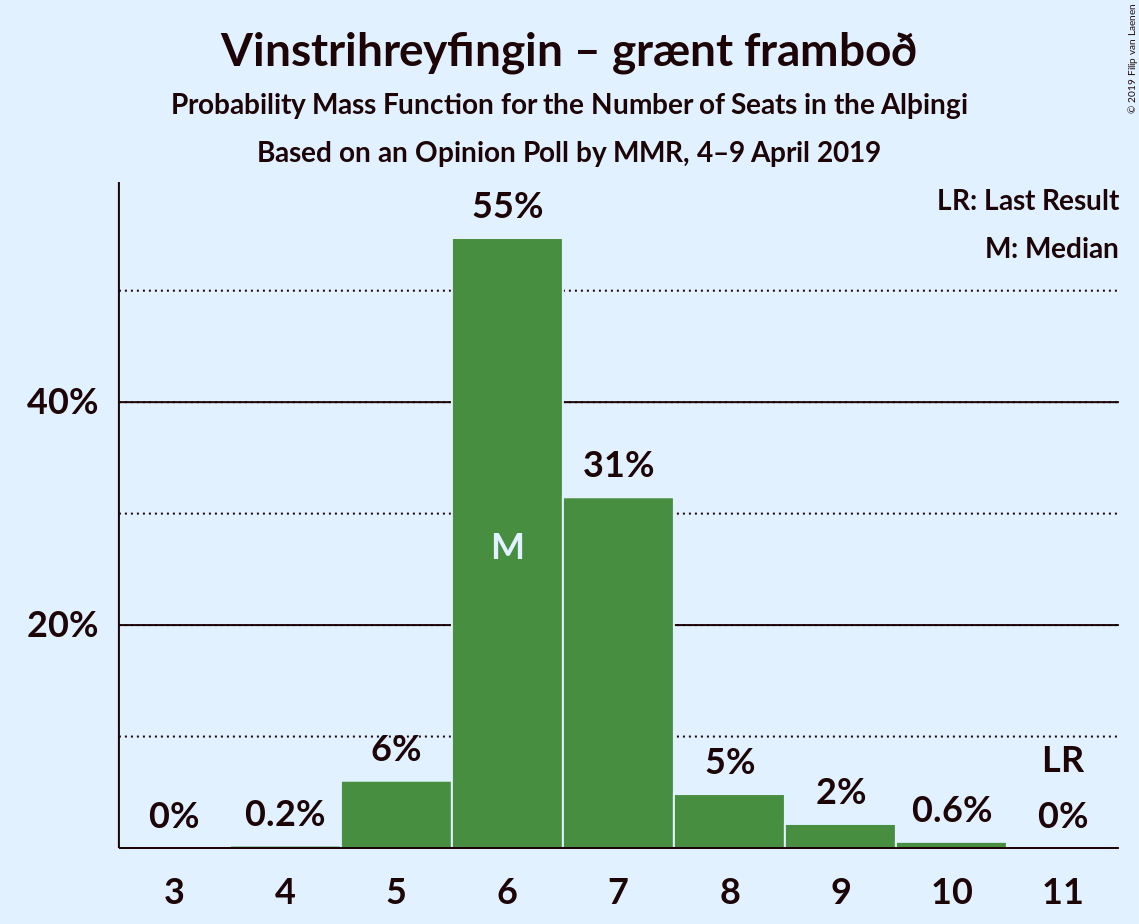 Vinstrihreyfingin – grænt framboð
Probability Mass Function for the Number of Seats in the Alþingi
Based on an Opinion Poll by MMR, 4–9 April 2019
© 2019 Filip van Laenen
LR: Last Result
M: Median
55%
40%
31%
M
20%
6%
5%
LR
2%
0%
0.2%
0.6%
0%
3 4 5 6 7 8 9 10 11